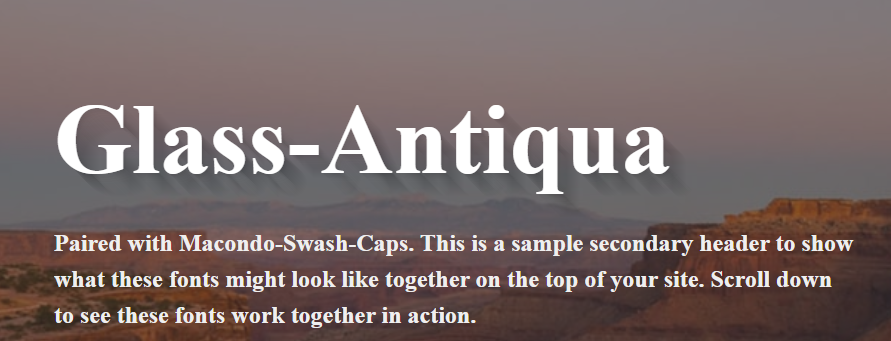 Glass-Antiqua
Paired with Macondo-Swash-Caps. This is a sample secondary header to show
what these fonts might look like together on the top of your site. Scroll down
to see these fonts work together in action.